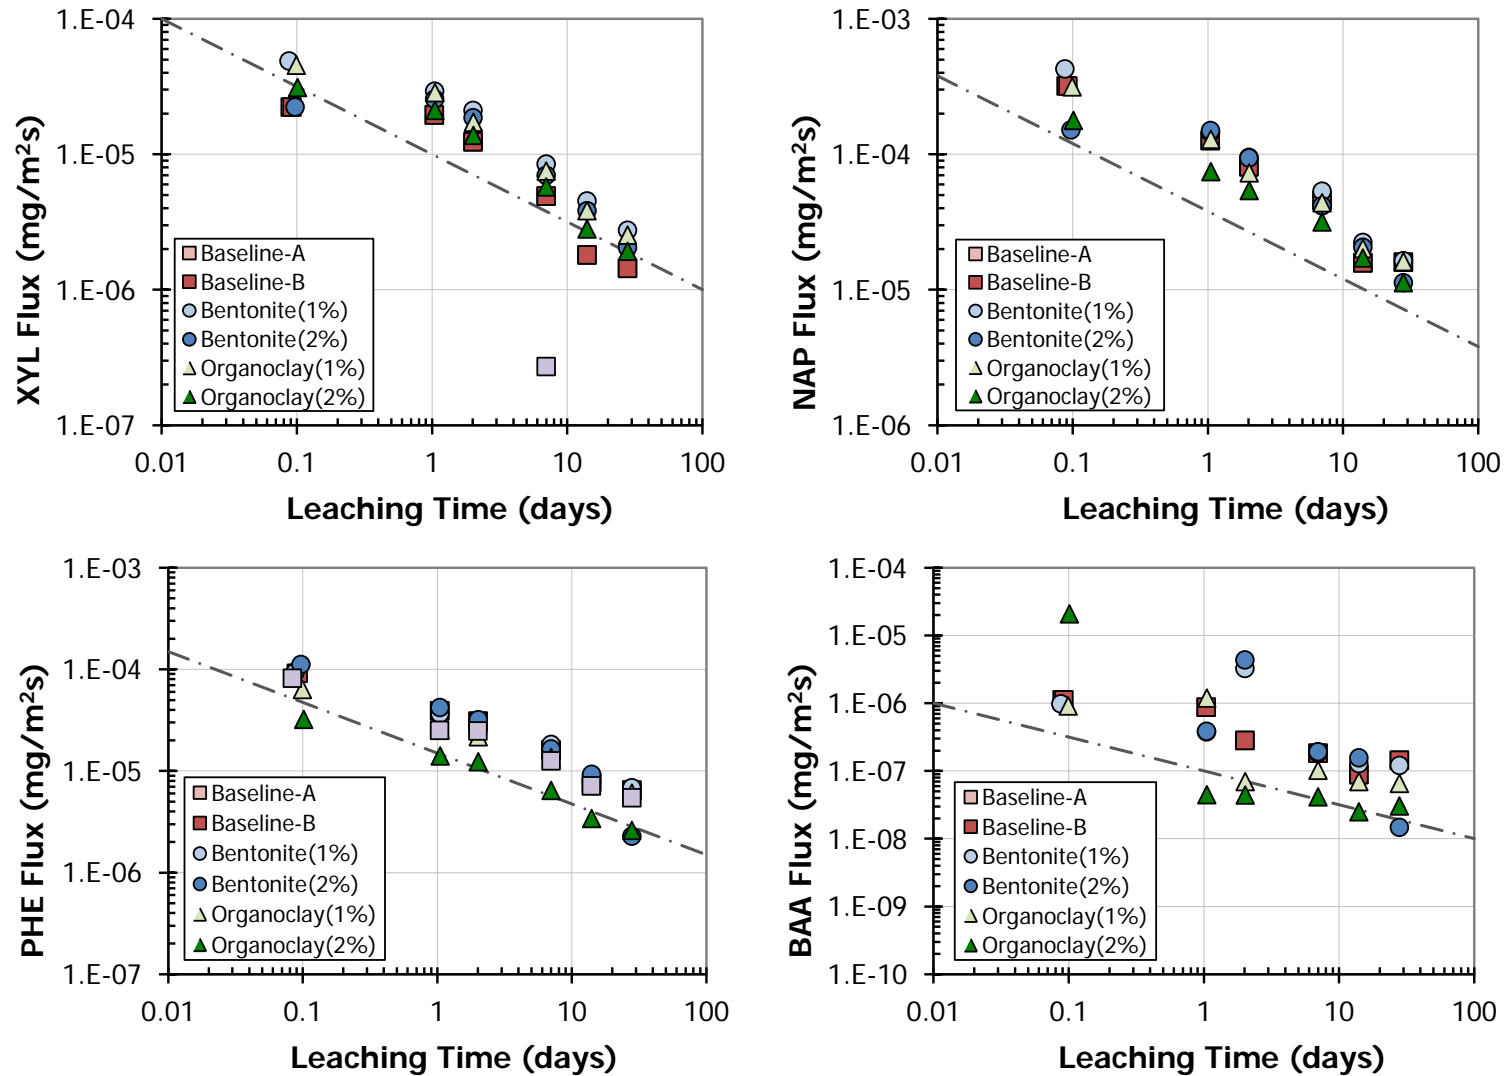 1.E-04
1.E-05
1.E-06
1.E-07
XYL Flux (mg/m²s)
Baseline-A
Baseline-B
Bentonite(1%)
Bentonite(2%)
Organoclay(1%)
Organoclay(2%)
0.01 0.1 1 10 100
Leaching Time (days)
1.E-03
1.E-04
1.E-05
1.E-06
NAP Flux (mg/m²s)
Baseline-A
Baseline-B
Bentonite(1%)
Bentonite(2%)
Organoclay(1%)
Organoclay(2%)
0.01 0.1 1 10 100
Leaching Time (days)
1.E-03
1.E-04
1.E-05
1.E-06
1.E-07
PHE Flux (mg/m²s)
Baseline-A
Baseline-B
Bentonite(1%)
Bentonite(2%)
Organoclay(1%)
Organoclay(2%)
0.01 0.1 1 10 100
Leaching Time (days)
1.E-04
1.E-05
1.E-06
1.E-07
1.E-08
1.E-09
1.E-10
BAA Flux (mg/m²s)
Baseline-A
Baseline-B
Bentonite(1%)
Bentonite(2%)
Organoclay(1%)
Organoclay(2%)
0.01 0.1 1 10 100
Leaching Time (days)